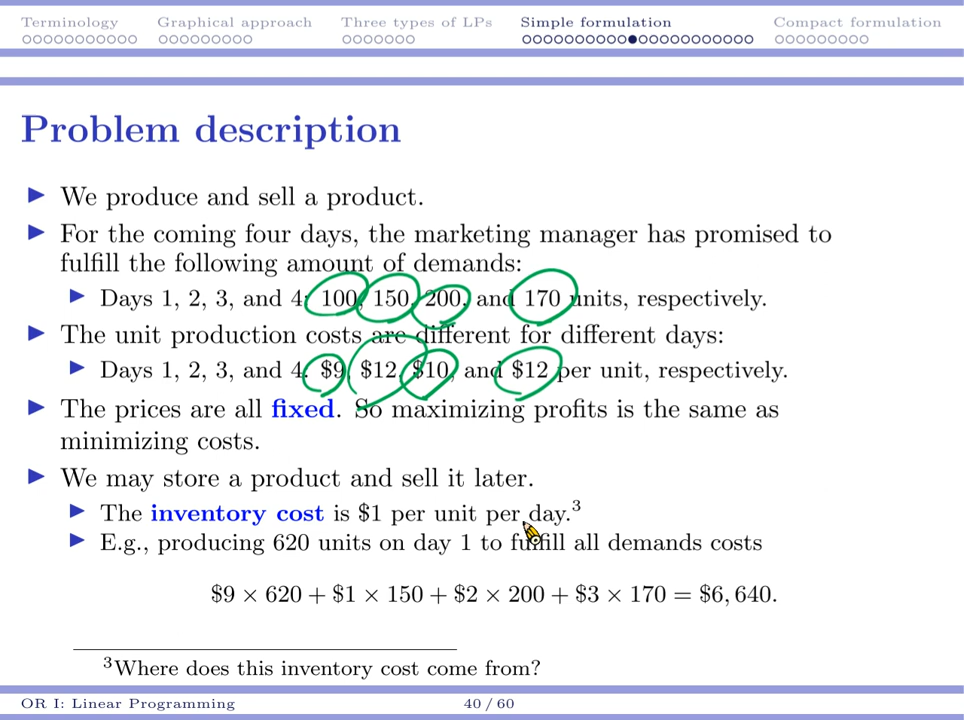 Terminology Graphical approach Three types of LPs Simple formulation Compact formulation
Problem description
We produce and sell a product.
For the coming four days, the marketing manager has promised to
fulfill the following amount of demands:
Days 1, 2, 3, and 4: 100, 150, 200, and 170 units, respectively.
The unit production costs are different for different days:
Days 1, 2, 3, and 4: $9, $12, $10, and $12 per unit, respectively.
The prices are all fixed. So maximizing profits is the same as
minimizing costs.
We may store a product and sell it later.
The inventory cost is $1 per unit per day.3
E.g., producing 620 units on day 1 to fulfill all demands costs
$9 × 620 + $1 × 150 + $2 × 200 + $3 × 170 = $6, 640.
3Where does this inventory cost come from?
OR I: Linear Programming 40 / 60